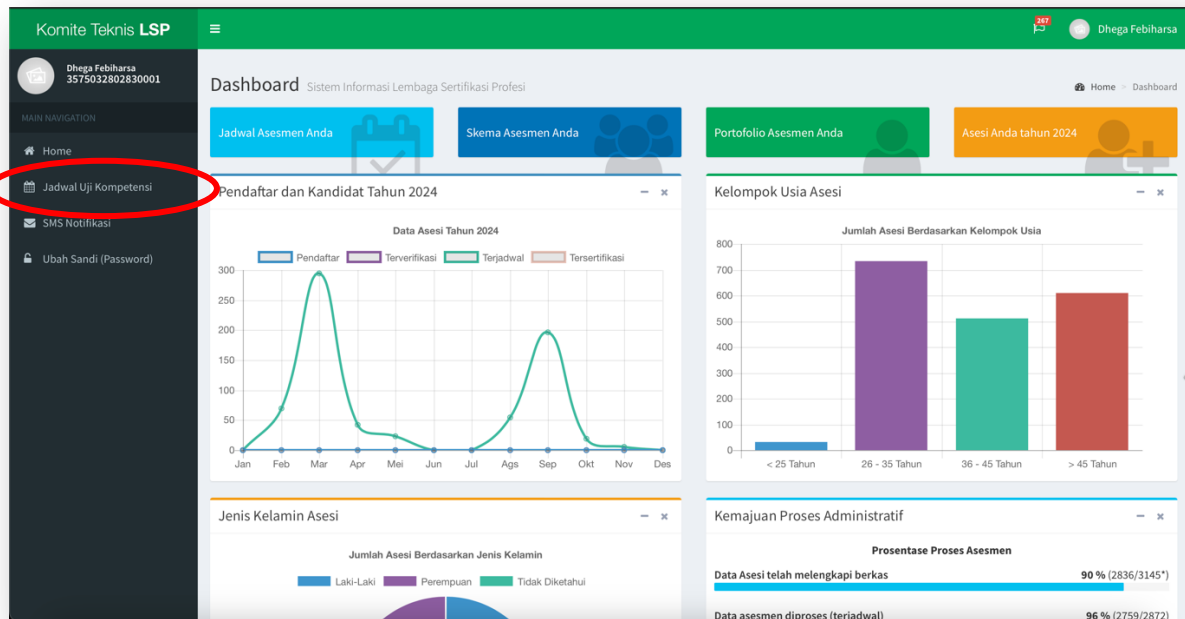 Komite Teknis LSP
267
Dhega Febiharsa
Dhega Febiharsa
3575032802830001
MAIN NAVIGATION
Home
Jadwal Uji Kompetensi
SMS Notifikasi
Ubah Sandi (Password)
Dashboard Sistem Informasi Lembaga Sertifikasi Profesi
Home > Dashboard
Jadwal Asesmen Anda
Skema Asesmen Anda
Portofolio Asesmen Anda
Asesi Anda tahun 2024
Pendaftar dan Kandidat Tahun 2024
Data Asesi Tahun 2024
Pendaftar Terverifikasi Terjadwal Tersertifikasi
300
250
200
150
100
50
0
Jan Feb Mar Apr Mei Jun Jul Ags Sep Okt Nov Des
Kelompok Usia Asesi
Jumlah Asesi Berdasarkan Kelompok Usia
800
700
600
500
400
300
200
100
0
< 25 Tahun 26 - 35 Tahun 36 - 45 Tahun > 45 Tahun
Jenis Kelamin Asesi
Jumlah Asesi Berdasarkan Jenis Kelamin
Laki-Laki Perempuan Tidak Diketahui
Kemajuan Proses Administratif
Prosentase Proses Asesmen
Data Asesi telah melengkapi berkas 90 % (2836/3145*)
Data asesmen diproses (terjadwal) 96 % (2759/2872)